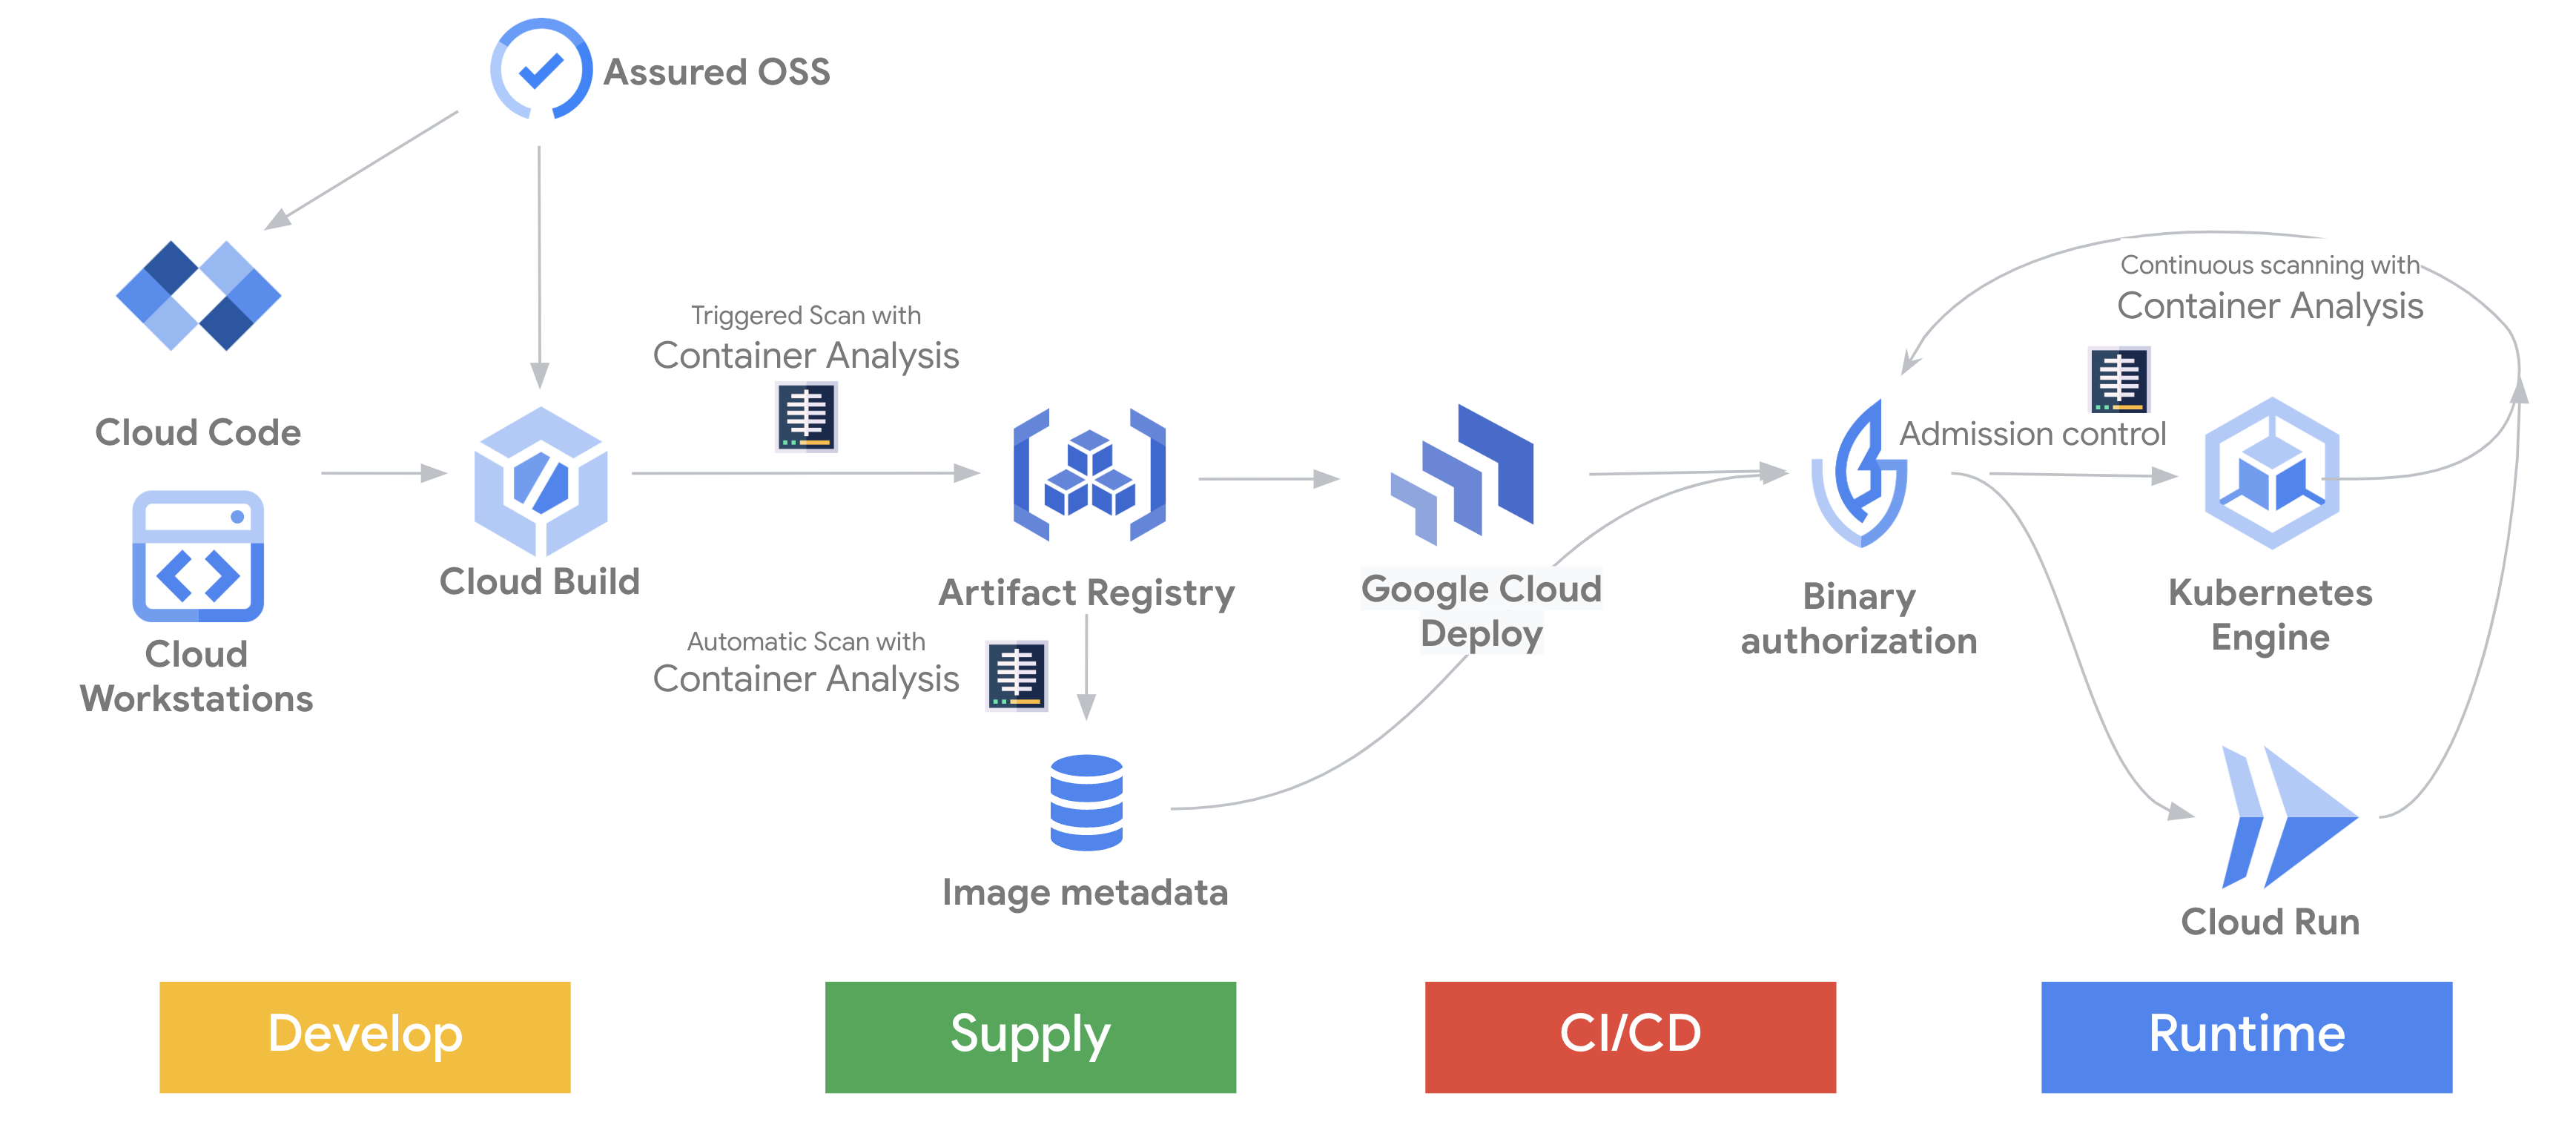 Assured OSS
Cloud Code
Cloud
Workstations
Cloud Build
Triggered Scan with
Container Analysis
Artifact Registry
Automatic Scan with
Container Analysis
Image metadata
Google Cloud
Deploy
Binary
authorization
Admission control
Continuous scanning with
Container Analysis
Kubernetes
Engine
Cloud Run
Develop
Supply
CI/CD
Runtime